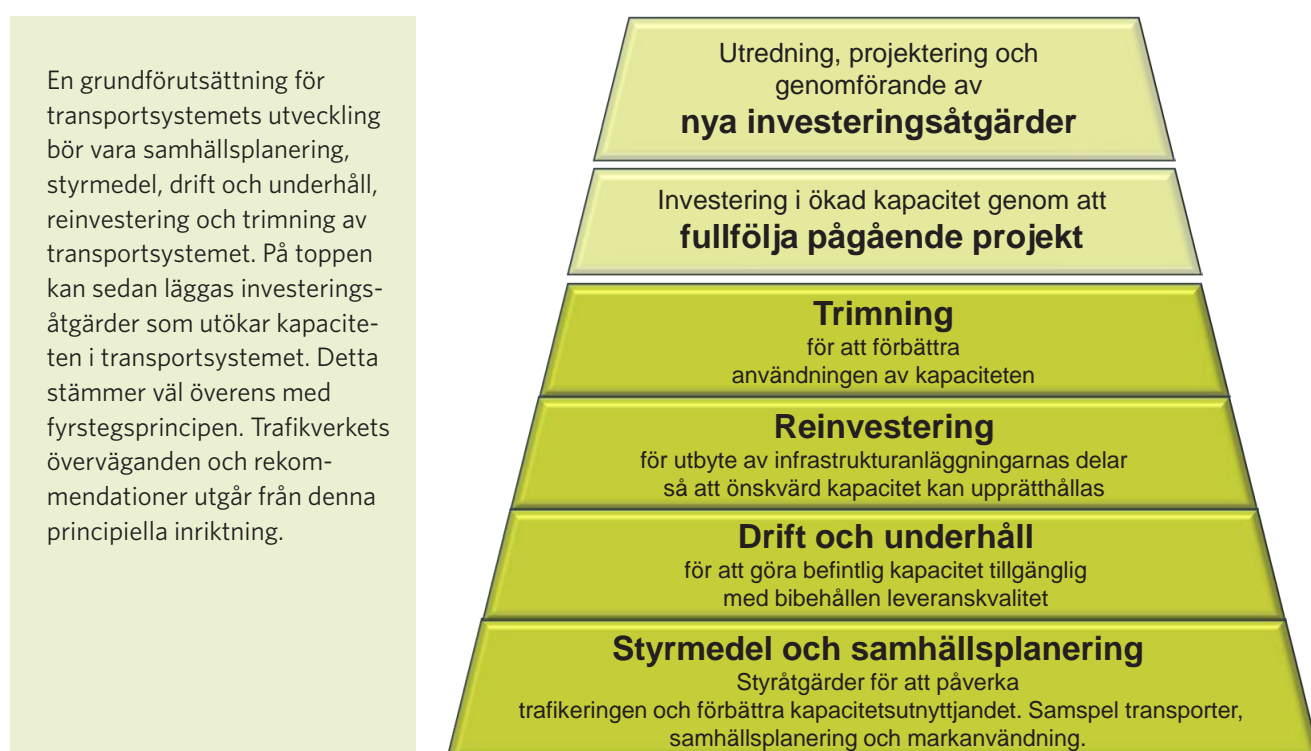 En grundförutsättning för
transportsystemets utveckling
bör vara samhällsplanering,
styrmedel, drift och underhåll,
reinvestering och trimning av
transportsystemet. På toppen
kan sedan läggas investerings-
åtgärder som utökar kapacite-
ten i transportsystemet. Detta
stämmer väl överens med
fyrstegsprincipen. Trafikverkets
överväganden och rekom-
mendationer utgår från denna
principiella inriktning.
Utredning, projektering och
genomförande av
nya investeringsåtgärder
Investering i ökad kapacitet genom att
fullfölja pågående projekt
Trimning
för att förbättra
användningen av kapaciteten
Reinvestering
för utbyte av infrastrukturanläggningarnas delar
så att önskvärd kapacitet kan upprätthållas
Drift och underhåll
för att göra befintlig kapacitet tillgänglig
med bibehållen leveranskvalitet
Styrmedel och samhällsplanering
Styråtgärder för att påverka
trafikeringen och förbättra kapacitetsutnyttjandet. Samspel transporter,
samhällsplanering och markanvändning.